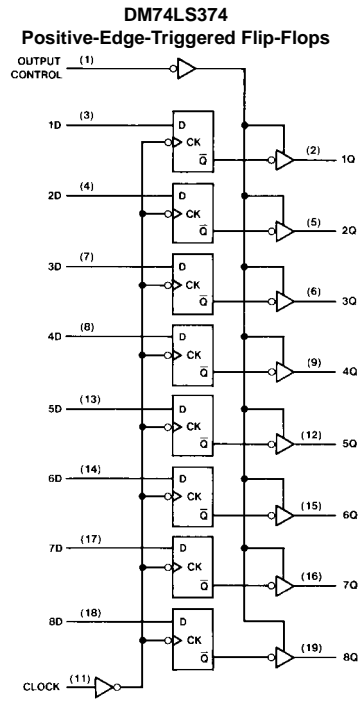 DM74LS374
Positive-Edge-Triggered Flip-Flops
OUTPUT CONTROL (1)
1D (3) D CK Q̅ (2) 1Q
2D (4) D CK Q̅ (5) 2Q
3D (7) D CK Q̅ (6) 3Q
4D (8) D CK Q̅ (9) 4Q
5D (13) D CK Q̅ (12) 5Q
6D (14) D CK Q̅ (15) 6Q
7D (17) D CK Q̅ (16) 7Q
8D (18) D CK Q̅ (19) 8Q
CLOCK (11)